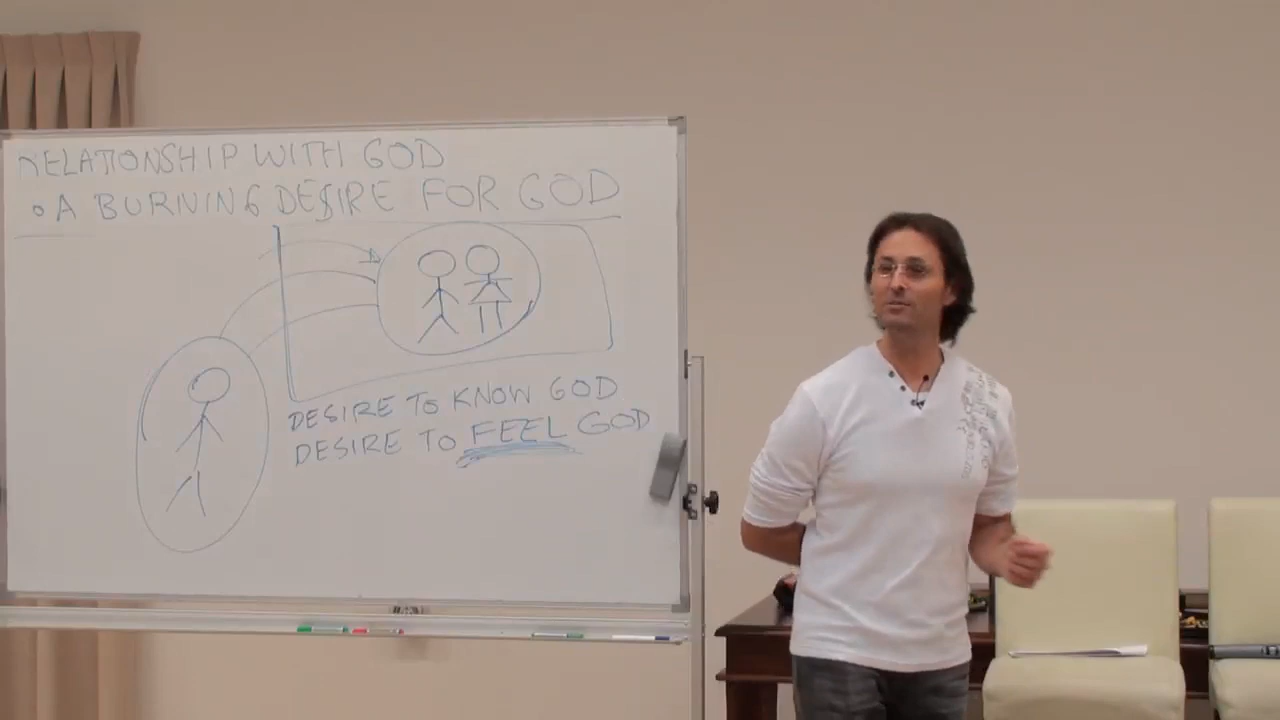 RELATIONSHIP WITH GOD
• A BURNING DESIRE FOR GOD
DESIRE TO KNOW GOD
DESIRE TO FEEL GOD